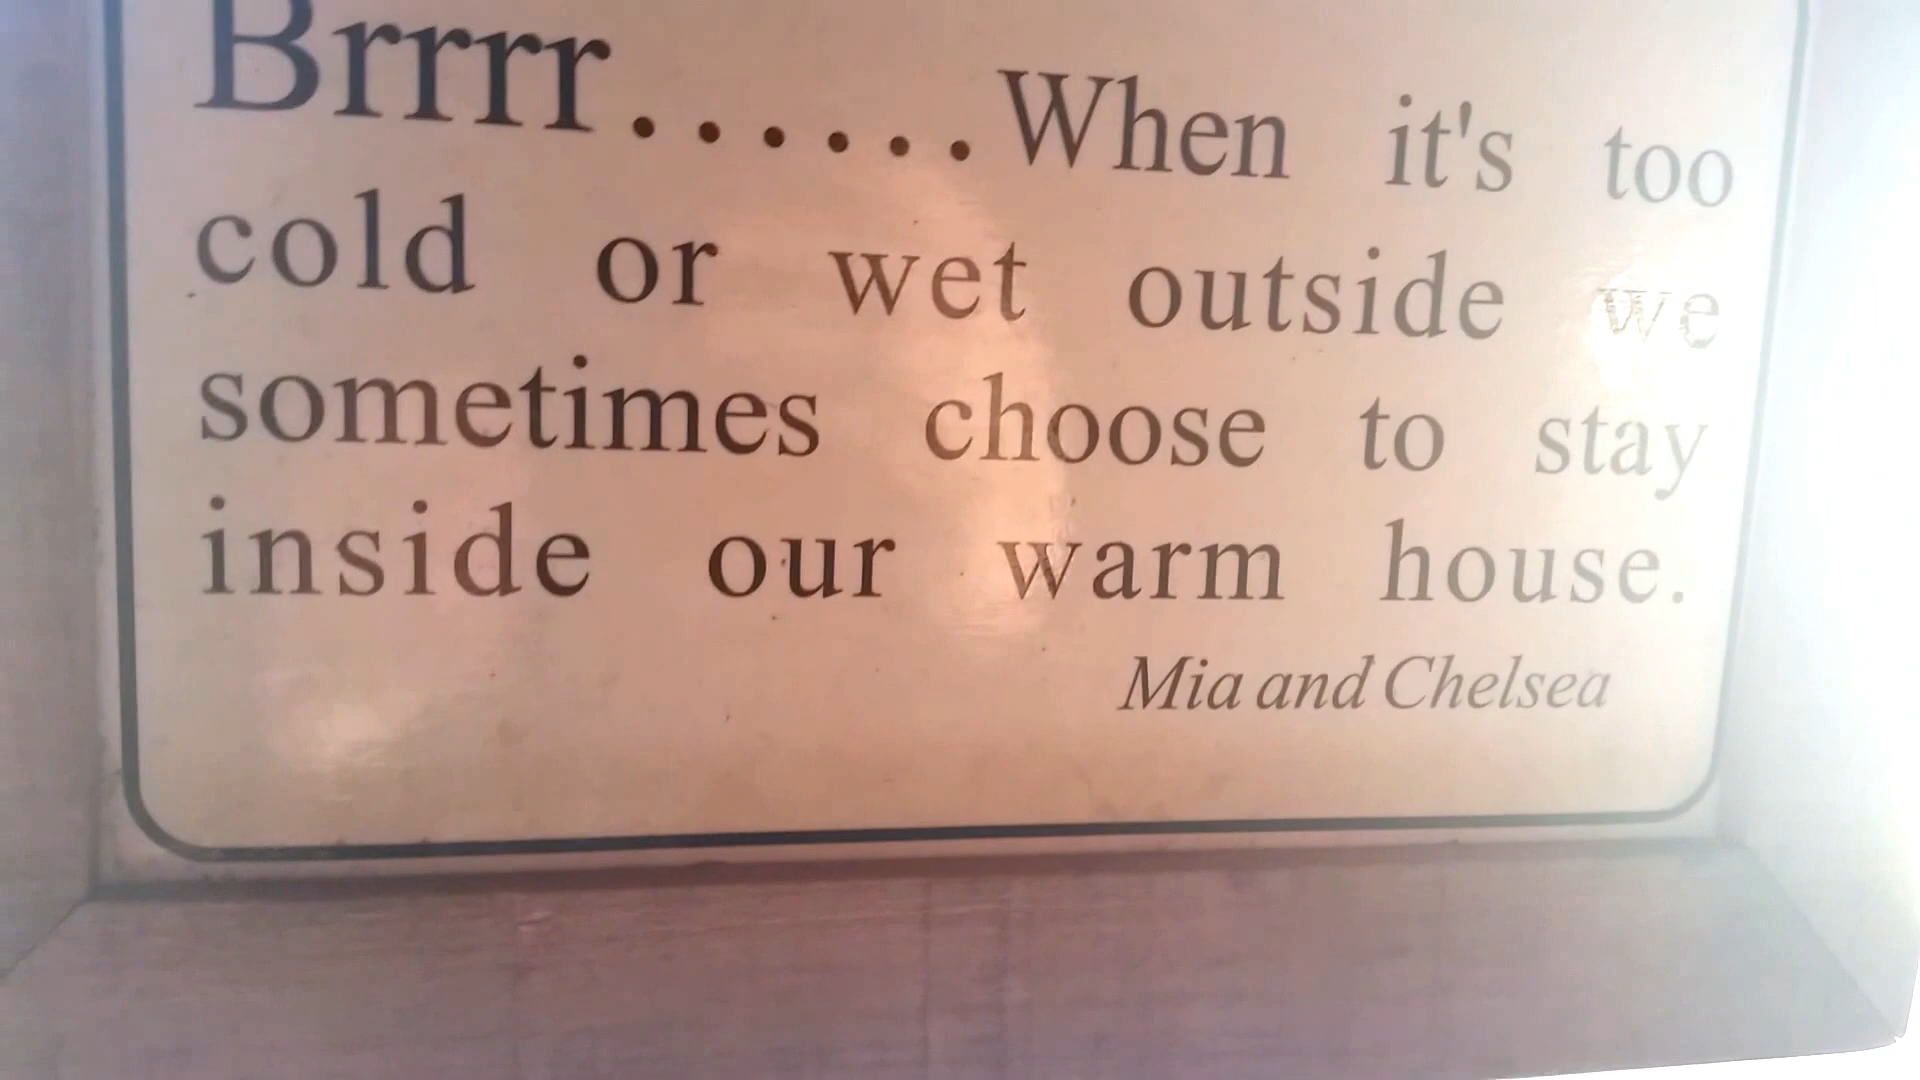 Brrrr......When it's too
cold or wet outside we
sometimes choose to stay
inside our warm house.
Mia and Chelsea